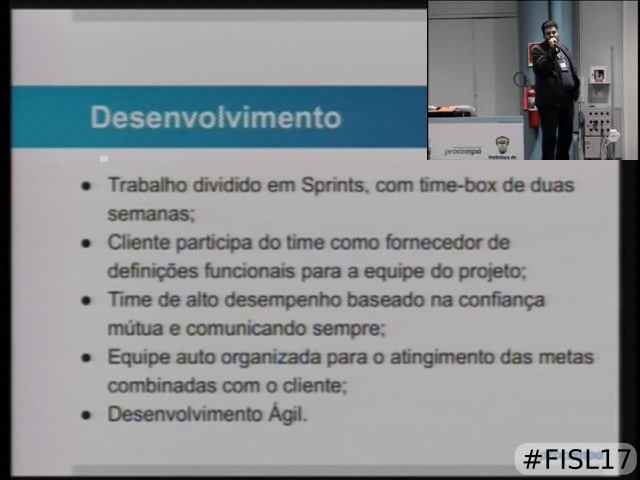 Desenvolvimento
procempa
Prefeitura de
● Trabalho dividido em Sprints, com time-box de duas
semanas;
● Cliente participa do time como fornecedor de
definições funcionais para a equipe do projeto;
● Time de alto desempenho baseado na confiança
mútua e comunicando sempre;
● Equipe auto organizada para o atingimento das metas
combinadas com o cliente;
● Desenvolvimento Ágil.
#FISL17